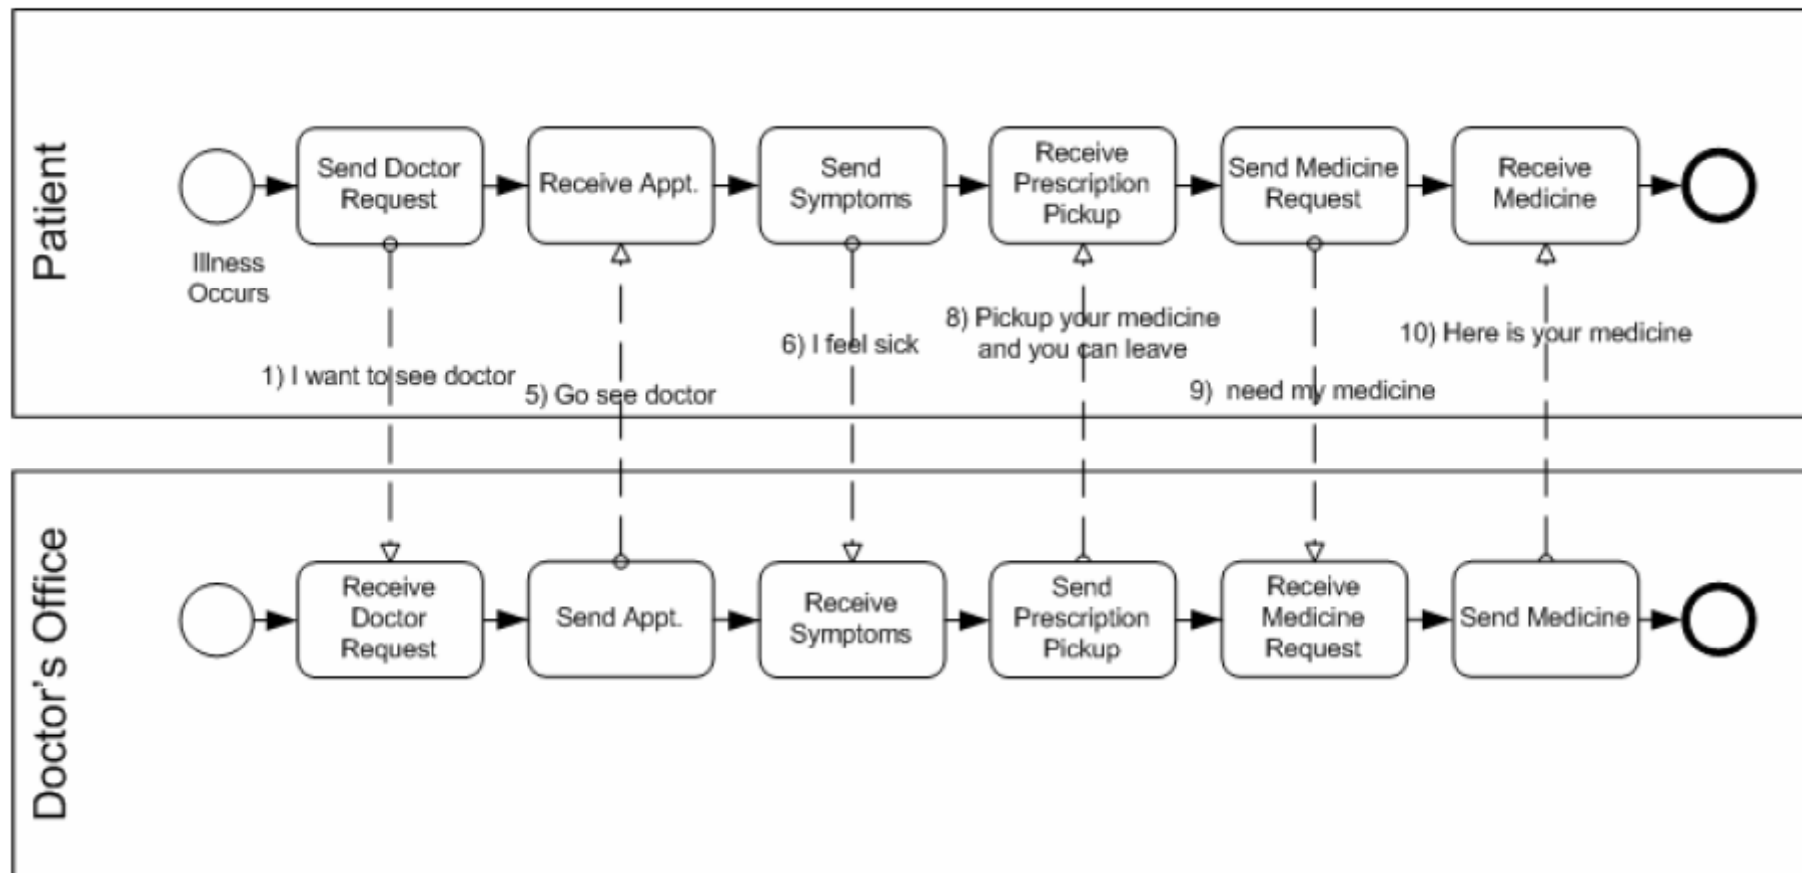 Patient
Illness
Occurs
Send Doctor
Request
Receive Appt.
Send
Symptoms
Receive
Prescription
Pickup
Send Medicine
Request
Receive
Medicine
1) I want to see doctor
5) Go see doctor
6) I feel sick
8) Pickup your medicine
and you can leave
9) need my medicine
10) Here is your medicine
Doctor's Office
Receive
Doctor
Request
Send Appt.
Receive
Symptoms
Send
Prescription
Pickup
Receive
Medicine
Request
Send Medicine